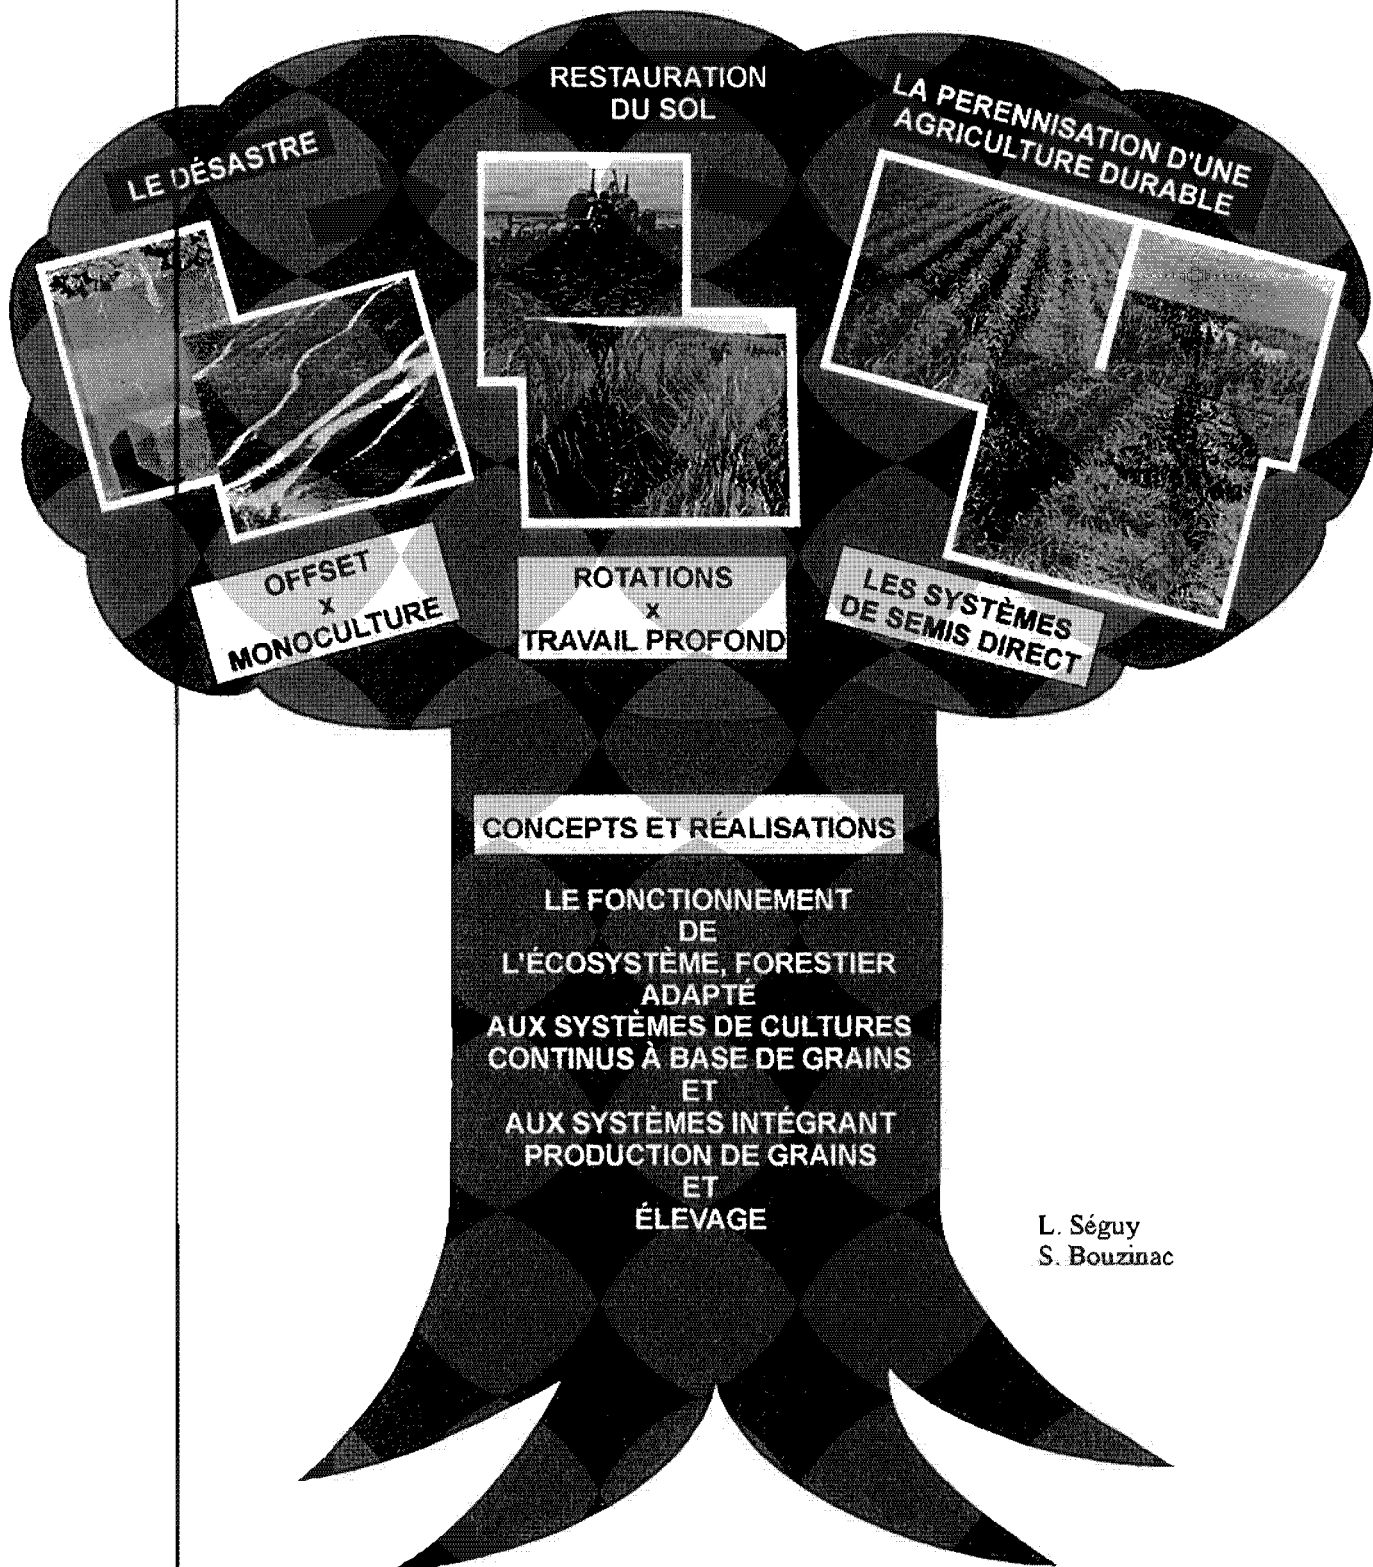 LE DÉSASTRE
RESTAURATION
DU SOL
LA PERENNISATION D'UNE
AGRICULTURE DURABLE
OFFSET
x
MONOCULTURE
ROTATIONS
x
TRAVAIL PROFOND
LES SYSTÈMES
DE SEMIS DIRECT
CONCEPTS ET RÉALISATIONS
LE FONCTIONNEMENT
DE
L'ÉCOSYSTÈME, FORESTIER
ADAPTÉ
AUX SYSTÈMES DE CULTURES
CONTINUS À BASE DE GRAINS
ET
AUX SYSTÈMES INTÉGRANT
PRODUCTION DE GRAINS
ET
ÉLEVAGE
L. Séguy
S. Bouzinac